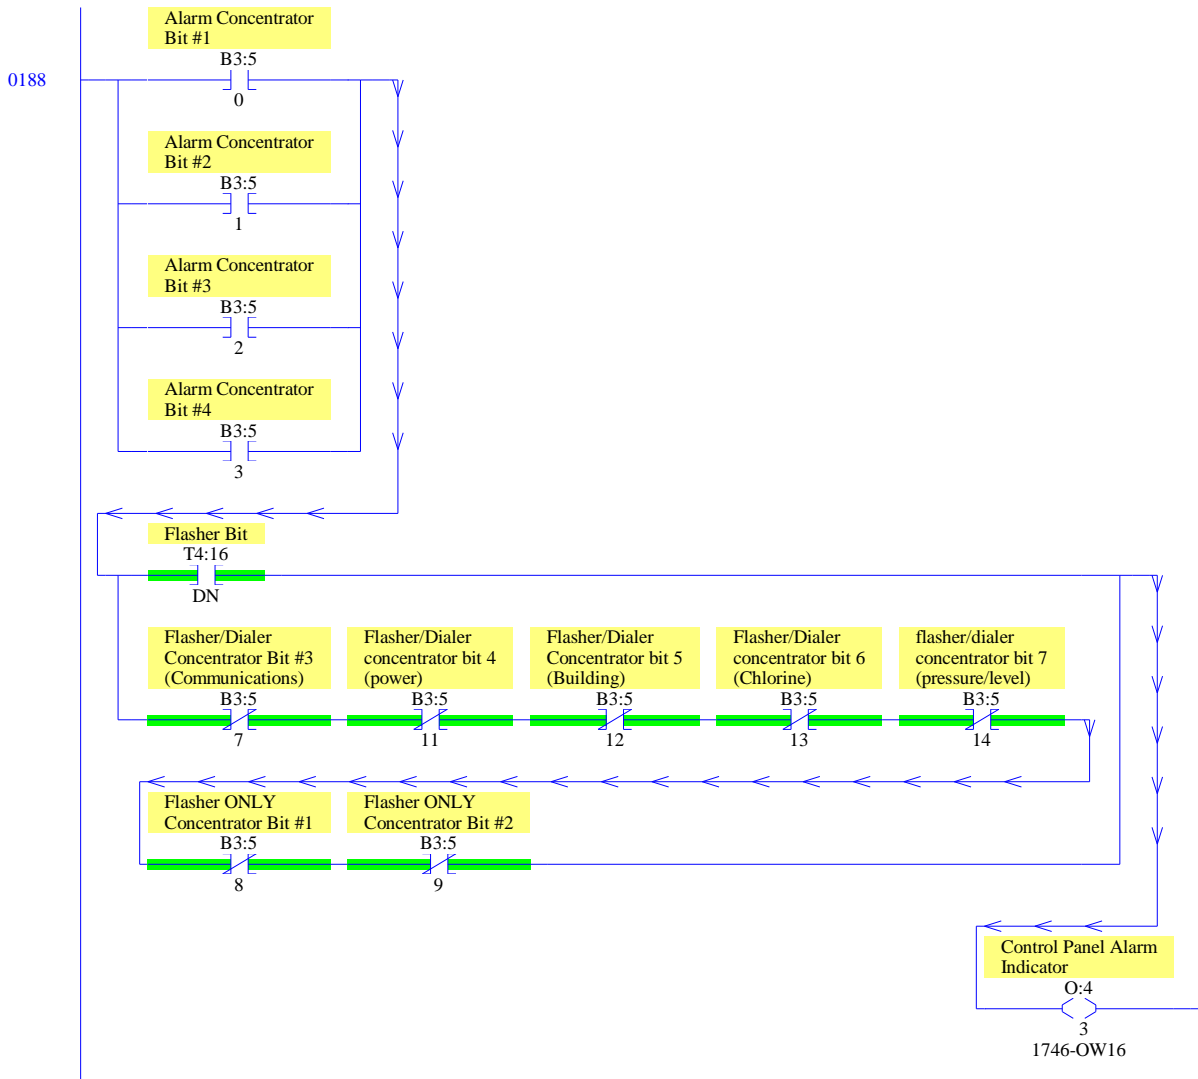 Alarm Concentrator
Bit #1
B3:5
0188
0
Alarm Concentrator
Bit #2
B3:5
1
Alarm Concentrator
Bit #3
B3:5
2
Alarm Concentrator
Bit #4
B3:5
3
Flasher Bit
T4:16
DN
Flasher/Dialer
Concentrator Bit #3
(Communications)
B3:5
7
Flasher/Dialer
concentrator bit 4
(power)
B3:5
11
Flasher/Dialer
Concentrator bit 5
(Building)
B3:5
12
Flasher/Dialer
concentrator bit 6
(Chlorine)
B3:5
13
flasher/dialer
concentrator bit 7
(pressure/level)
B3:5
14
Flasher ONLY
Concentrator Bit #1
B3:5
8
Flasher ONLY
Concentrator Bit #2
B3:5
9
Control Panel Alarm
Indicator
O:4
3
1746-OW16